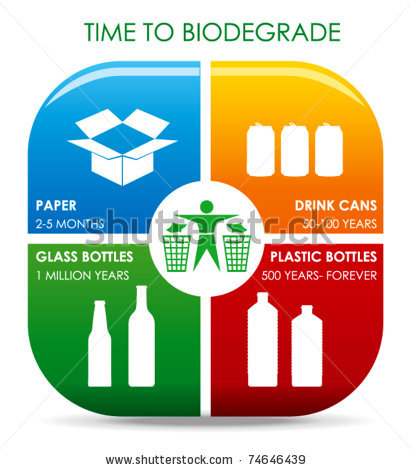 TIME TO BIODEGRADE
PAPER
2-5 MONTHS
DRINK CANS
50-100 YEARS
GLASS BOTTLES
1 MILLION YEARS
PLASTIC BOTTLES
500 YEARS- FOREVER
shutterstock
www.shutterstock.com · 74646439